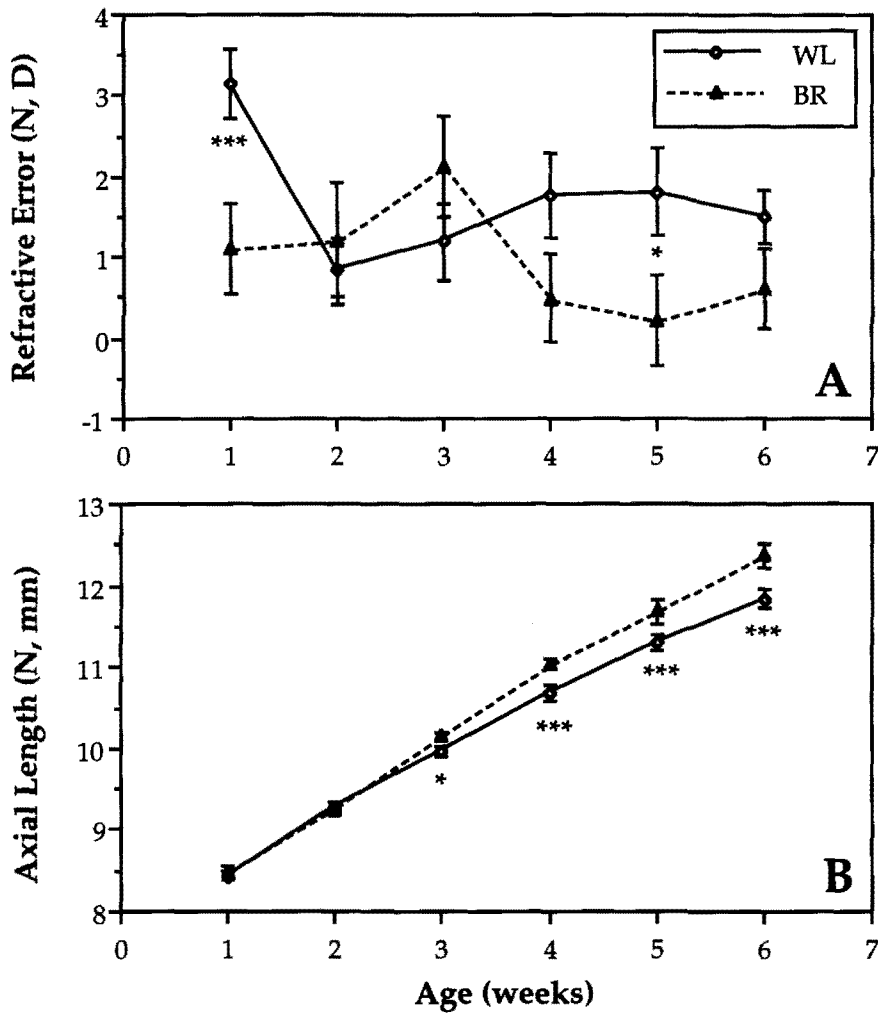 4
3
2
1
0
-1
Refractive Error (N, D)
WL
BR
***
*
A
0 1 2 3 4 5 6 7
13
12
11
10
9
8
Axial Length (N, mm)
*
***
***
***
B
0 1 2 3 4 5 6 7
Age (weeks)